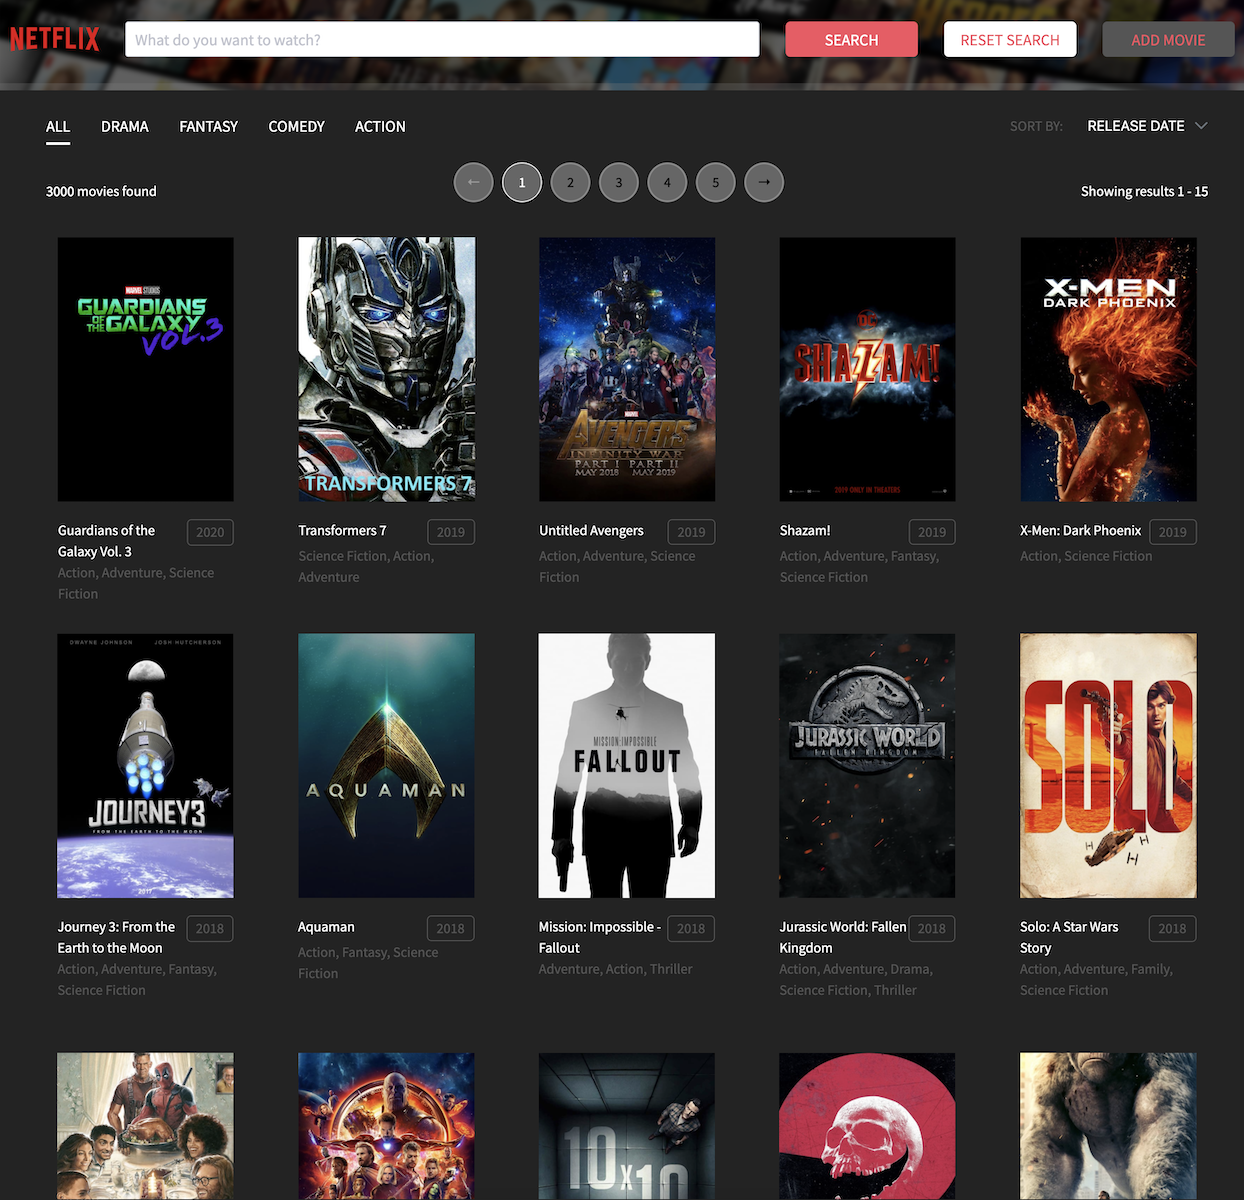 NETFLIX
What do you want to watch?
SEARCH
RESET SEARCH
ADD MOVIE
ALL
DRAMA
FANTASY
COMEDY
ACTION
SORT BY:
RELEASE DATE
3000 movies found
←
1
2
3
4
5
→
Showing results 1 - 15
MARVEL STUDIOS
GUARDIANS
OF THE GALAXY
VOL.3
TRANSFORMERS 7
MARVEL
AVENGERS
INFINITY WAR
PART I PART II
MAY 2018 MAY 2019
DC
SHAZAM!
2019 ONLY IN THEATERS
X-MEN
DARK PHOENIX
Guardians of the
Galaxy Vol. 3
2020
Action, Adventure, Science
Fiction
Transformers 7
2019
Science Fiction, Action,
Adventure
Untitled Avengers
2019
Action, Adventure, Science
Fiction
Shazam!
2019
Action, Adventure, Fantasy,
Science Fiction
X-Men: Dark Phoenix
2019
Action, Science Fiction
DWAYNE JOHNSON JOSH HUTCHERSON
JOURNEY3
FROM THE EARTH TO THE MOON
2017
AQUAMAN
MISSION: IMPOSSIBLE
FALLOUT
JURASSIC WORLD
FALLEN KINGDOM
SOLO
Journey 3: From the
Earth to the Moon
2018
Action, Adventure, Fantasy,
Science Fiction
Aquaman
2018
Action, Fantasy, Science
Fiction
Mission: Impossible -
Fallout
2018
Adventure, Action, Thriller
Jurassic World: Fallen
Kingdom
2018
Action, Adventure, Drama,
Science Fiction, Thriller
Solo: A Star Wars
Story
2018
Action, Adventure, Family,
Science Fiction
10x10